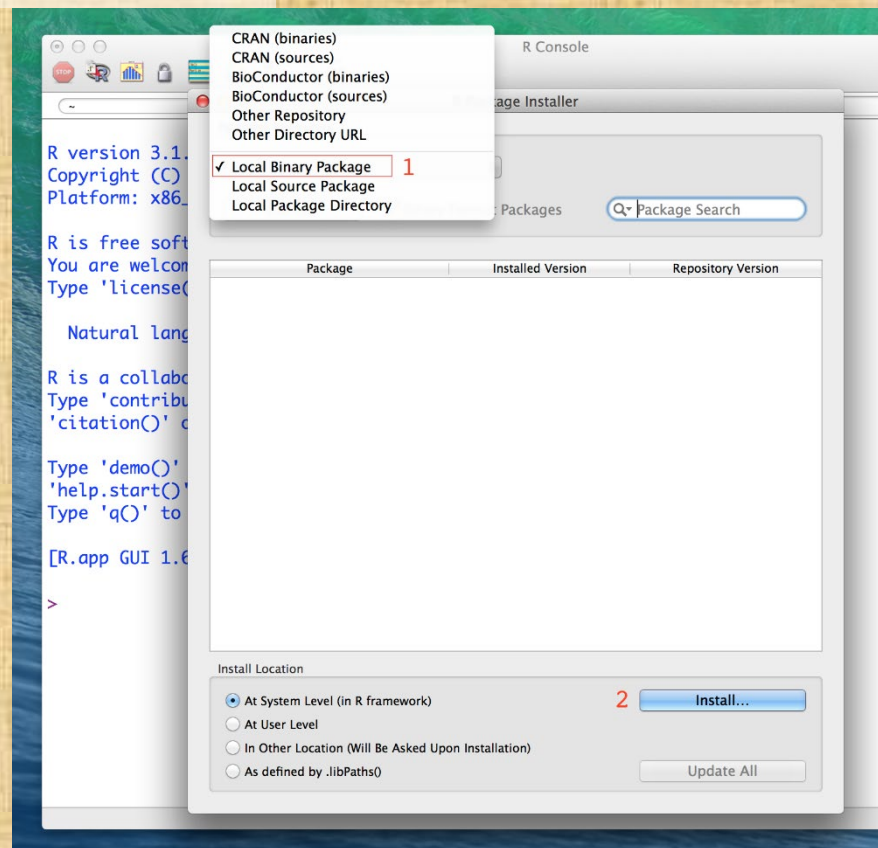 CRAN (binaries)
CRAN (sources)
BioConductor (binaries)
BioConductor (sources)
Other Repository
Other Directory URL
✓ Local Binary Package 1
Local Source Package
Local Package Directory
R Console
STOP
~
Package Installer
Packages
Package Search
R version 3.1.
Copyright (C)
Platform: x86_
R is free soft
You are welcom
Type 'license(
Natural lang
R is a collabo
Type 'contribu
'citation()' o
Type 'demo()'
'help.start()'
Type 'q()' to
[R.app GUI 1.6
>
Package Installed Version Repository Version
Install Location
At System Level (in R framework)
At User Level
In Other Location (Will Be Asked Upon Installation)
As defined by .libPaths()
2 Install...
Update All